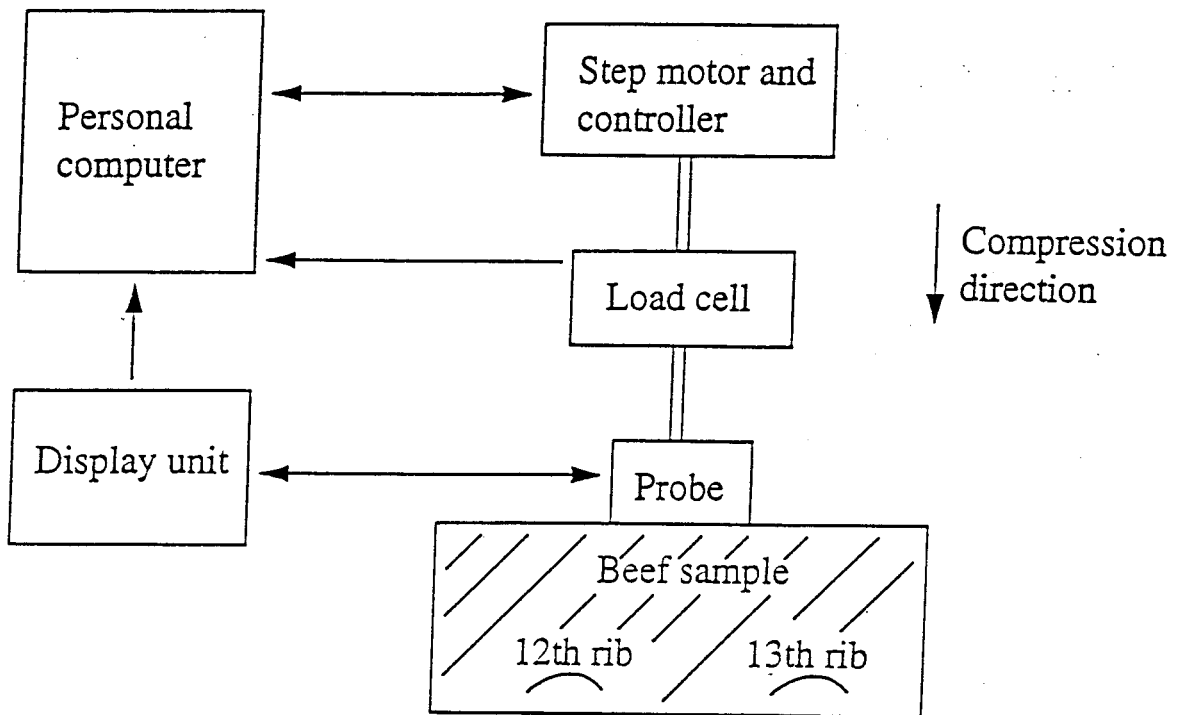 Personal
computer
Step motor and
controller
Load cell
Compression
direction
Display unit
Probe
Beef sample
12th rib
13th rib